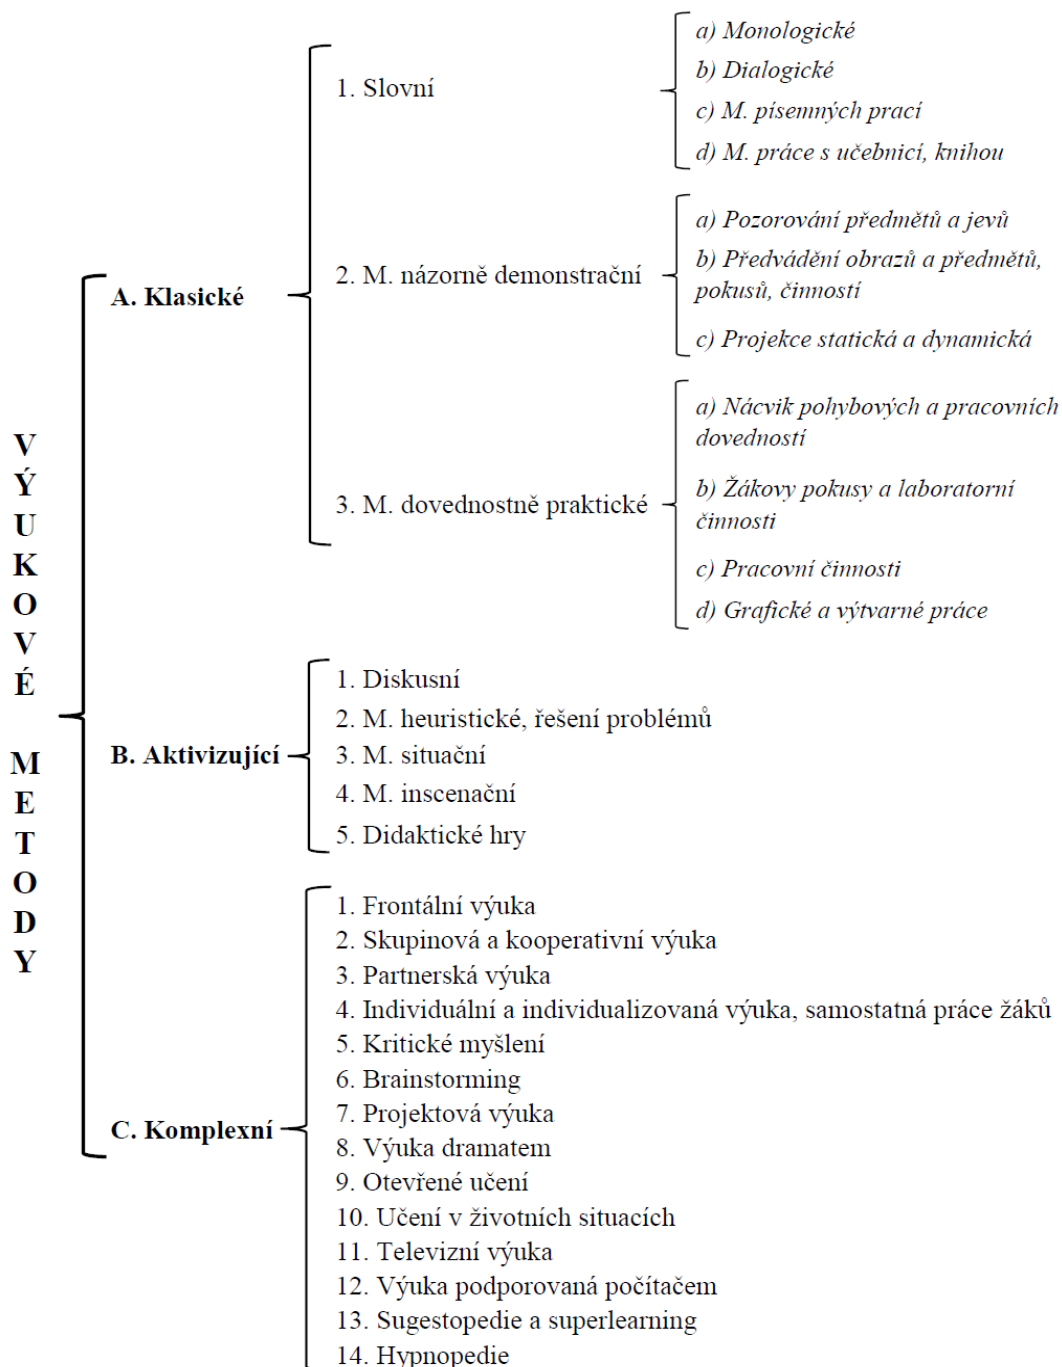 VÝUKOVÉ METODY
A. Klasické
1. Slovní
a) Monologické
b) Dialogické
c) M. písemných prací
d) M. práce s učebnicí, knihou
2. M. názorně demonstrační
a) Pozorování předmětů a jevů
b) Předvádění obrazů a předmětů,
pokusů, činností
c) Projekce statická a dynamická
3. M. dovednostně praktické
a) Nácvik pohybových a pracovních
dovedností
b) Žákovy pokusy a laboratorní
činnosti
c) Pracovní činnosti
d) Grafické a výtvarné práce
B. Aktivizující
1. Diskusní
2. M. heuristické, řešení problémů
3. M. situační
4. M. inscenační
5. Didaktické hry
C. Komplexní
1. Frontální výuka
2. Skupinová a kooperativní výuka
3. Partnerská výuka
4. Individuální a individualizovaná výuka, samostatná práce žáků
5. Kritické myšlení
6. Brainstorming
7. Projektová výuka
8. Výuka dramatem
9. Otevřené učení
10. Učení v životních situacích
11. Televizní výuka
12. Výuka podporovaná počítačem
13. Sugestopedie a superlearning
14. Hypnopedie